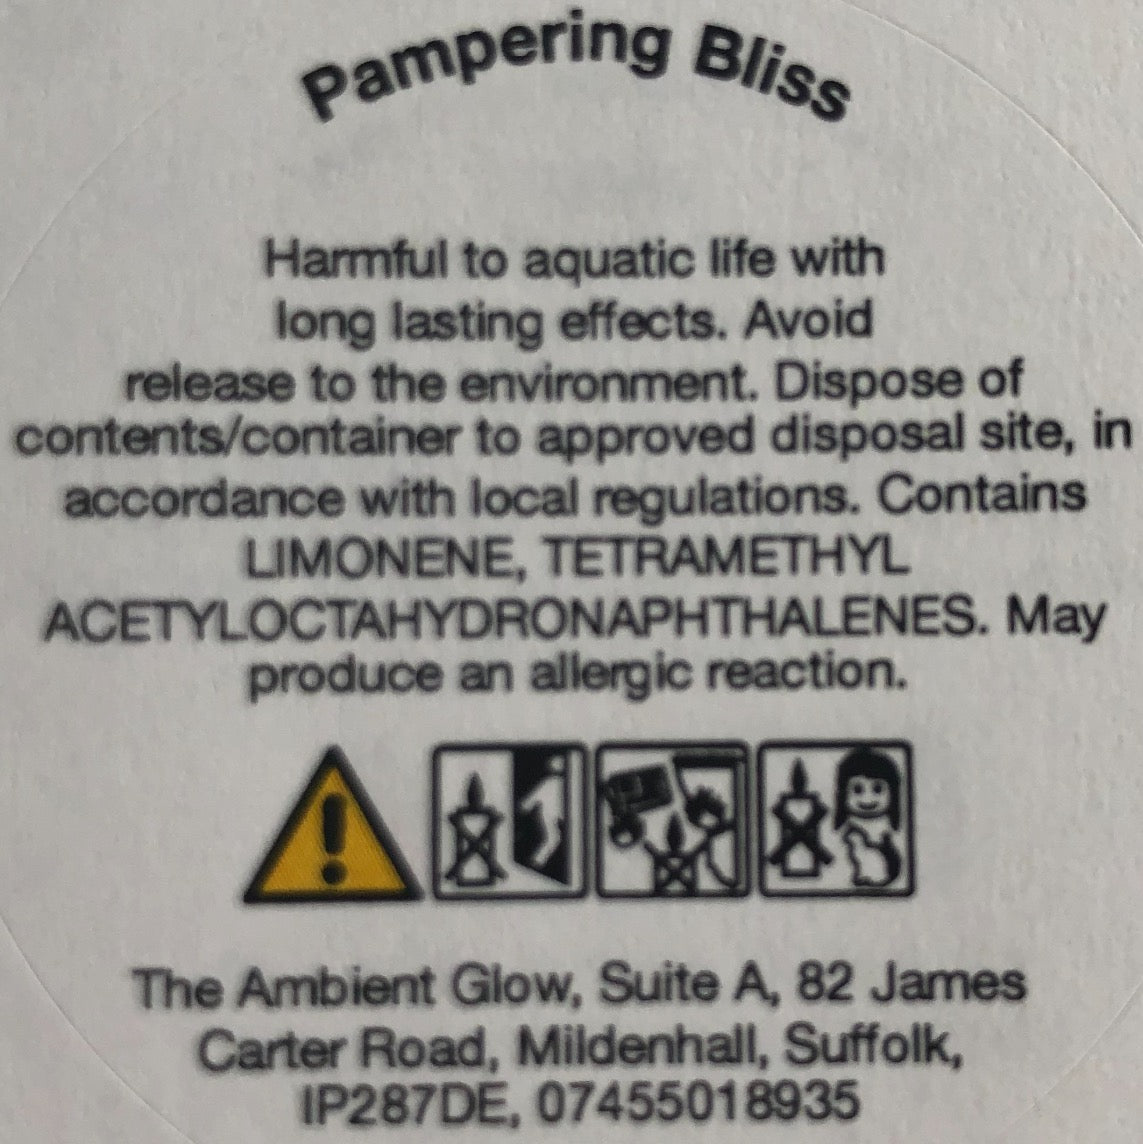 Pampering Bliss
Harmful to aquatic life with
long lasting effects. Avoid
release to the environment. Dispose of
contents/container to approved disposal site, in
accordance with local regulations. Contains
LIMONENE, TETRAMETHYL
ACETYLOCTAHYDRONAPHTHALENES. May
produce an allergic reaction.
The Ambient Glow, Suite A, 82 James
Carter Road, Mildenhall, Suffolk,
IP287DE, 07455018935